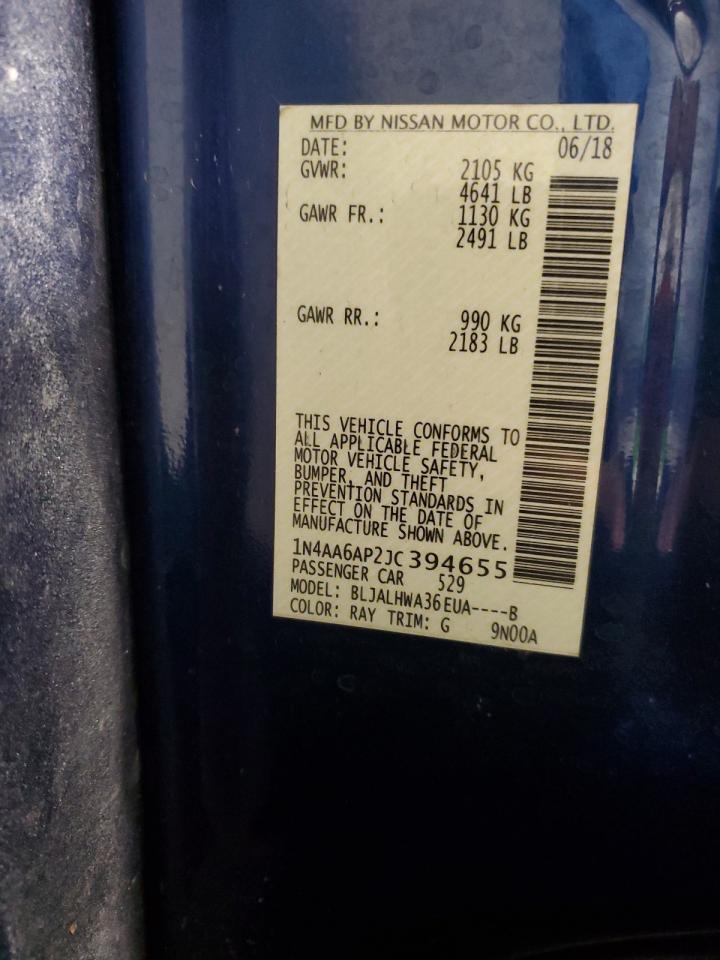 MFD BY NISSAN MOTOR CO., LTD.
DATE: 06/18
GVWR: 2105 KG
4641 LB
GAWR FR.: 1130 KG
2491 LB
GAWR RR.: 990 KG
2183 LB
THIS VEHICLE CONFORMS TO
ALL APPLICABLE FEDERAL
MOTOR VEHICLE SAFETY,
BUMPER, AND THEFT
PREVENTION STANDARDS IN
EFFECT ON THE DATE OF
MANUFACTURE SHOWN ABOVE.
1N4AA6AP2JC394655
PASSENGER CAR 529
MODEL: BLJALHWA36EUA----B
COLOR: RAY TRIM: G 9N00A